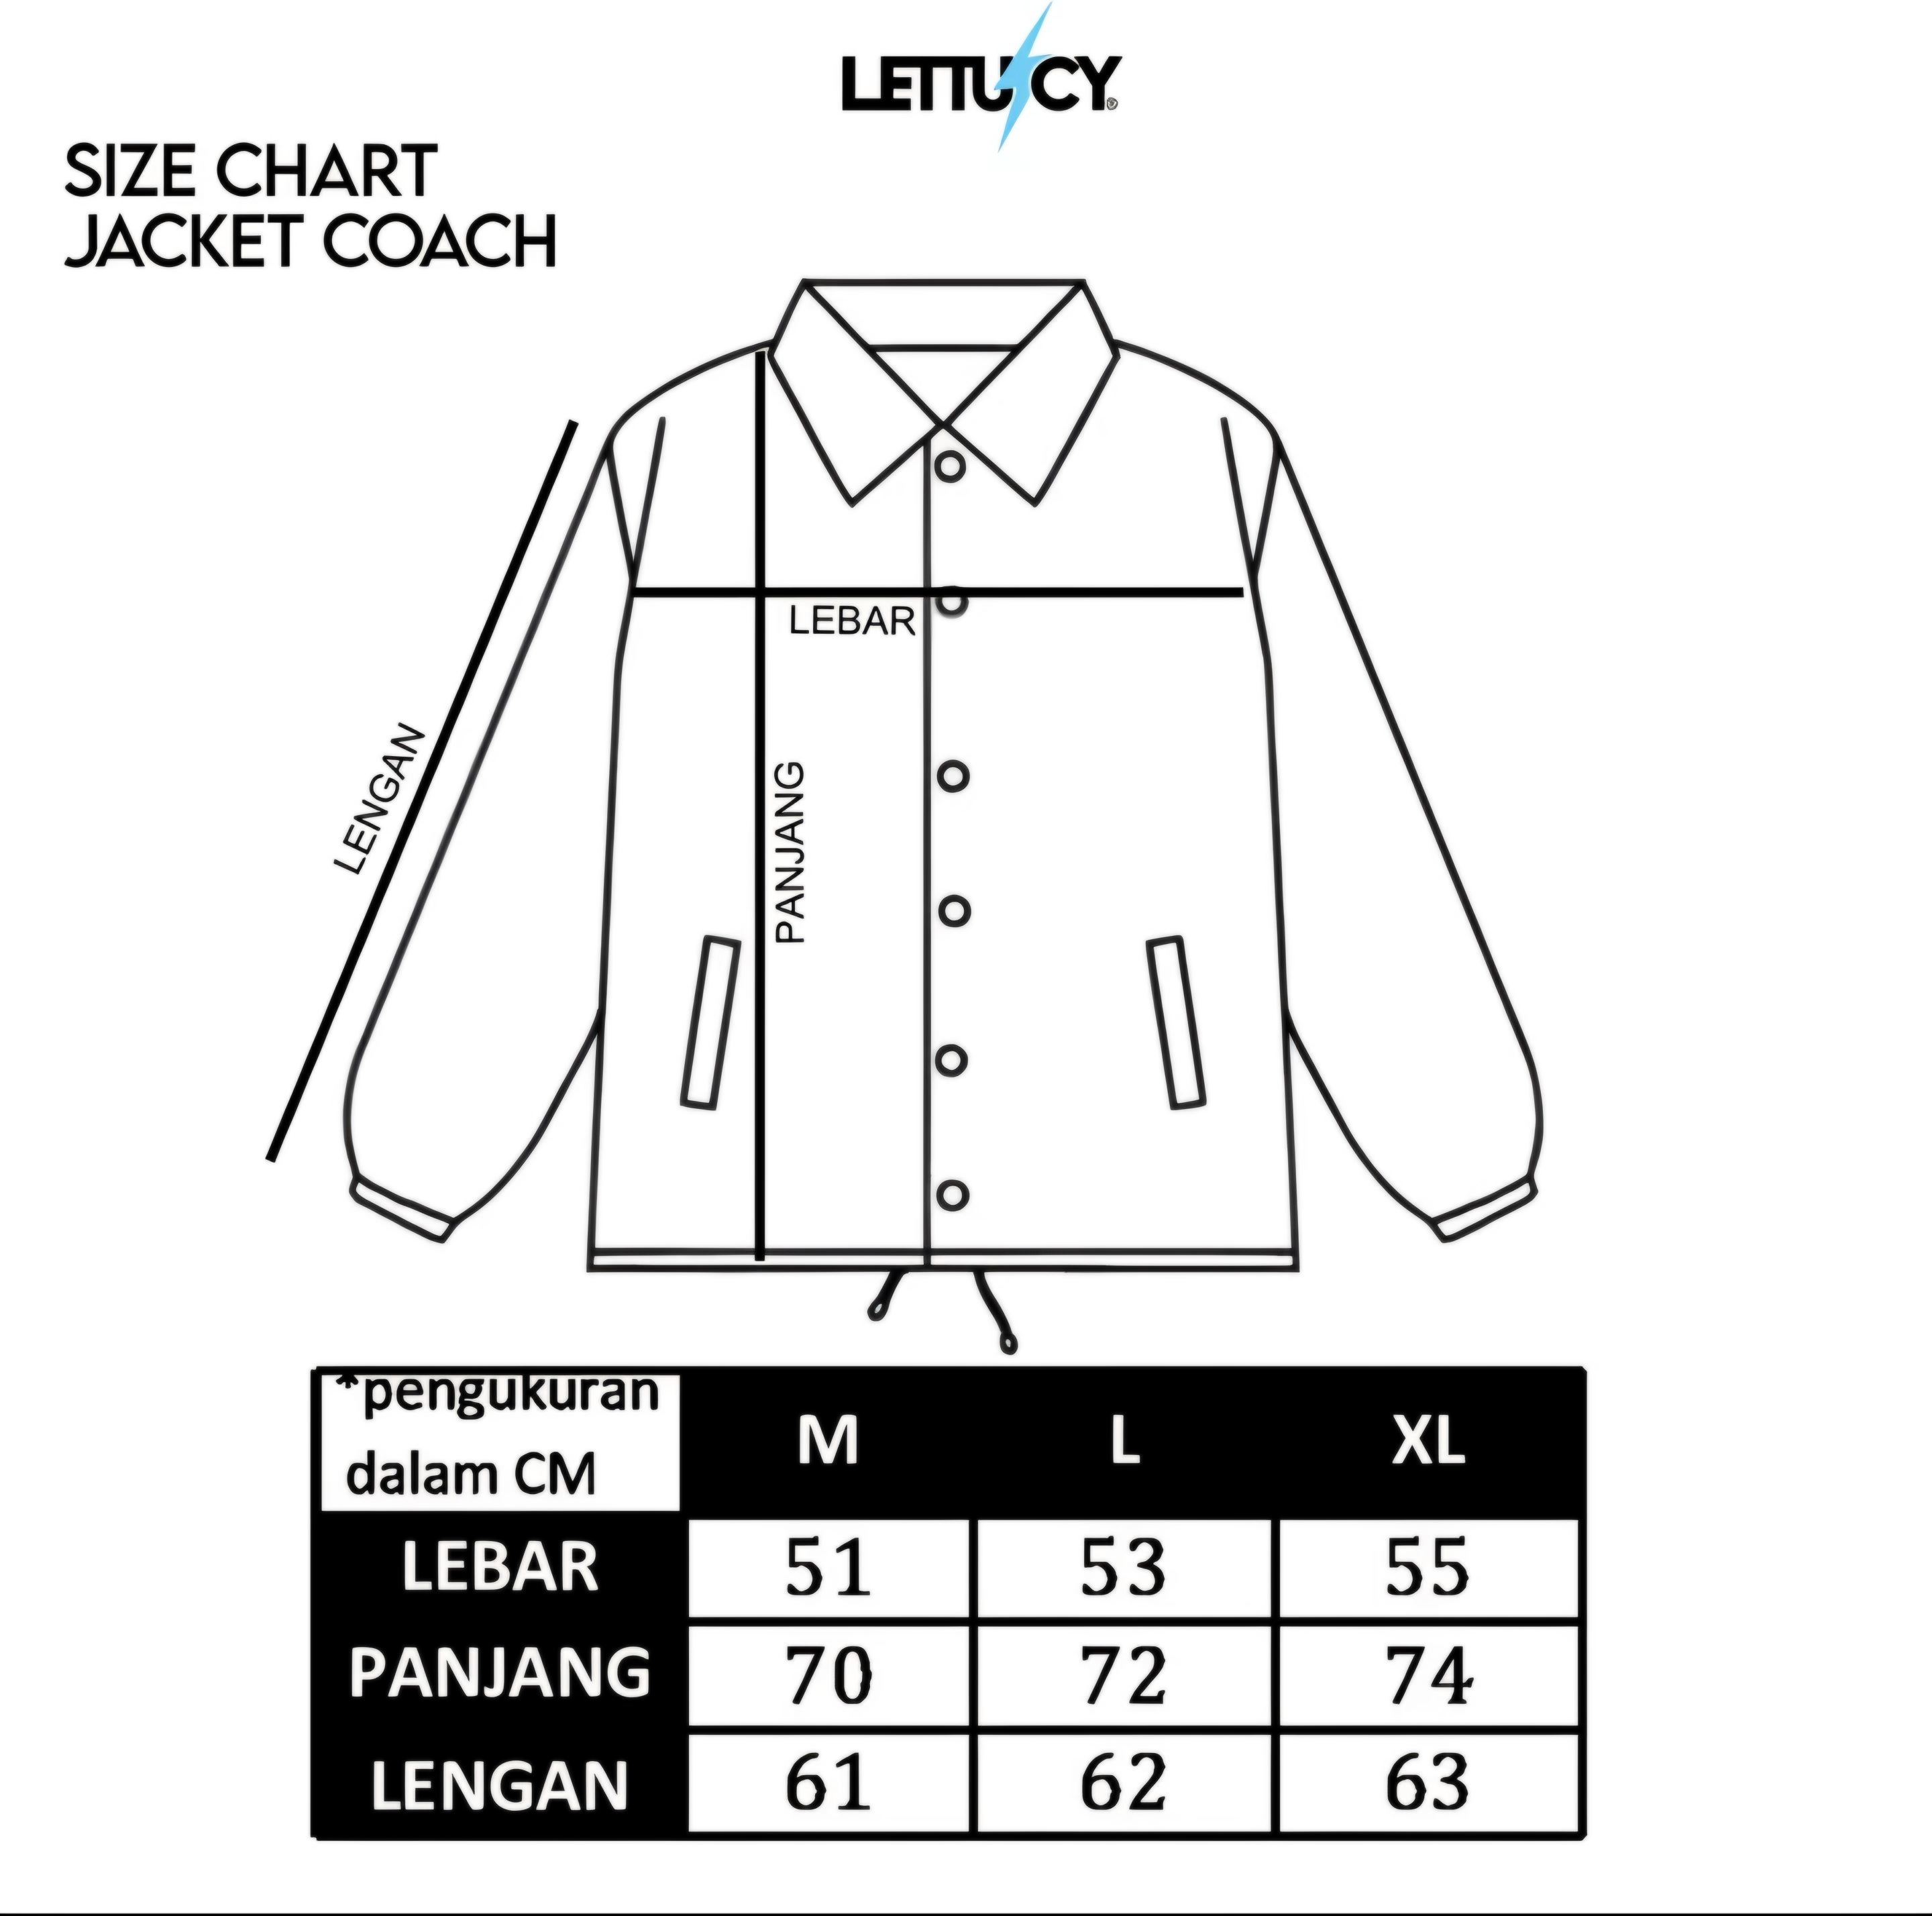 LETTUCY®
SIZE CHART
JACKET COACH
LEBAR
LENGAN
PANJANG
*pengukuran
dalam CM
M L XL
LEBAR 51 53 55
PANJANG 70 72 74
LENGAN 61 62 63